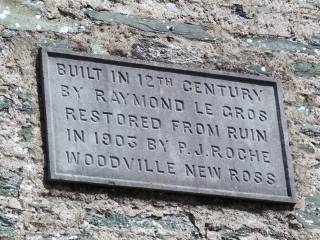 BUILT IN 12TH CENTURY
BY RAYMOND LE GROS
RESTORED FROM RUIN
IN 1903 BY P.J.ROCHE
WOODVILLE NEW ROSS